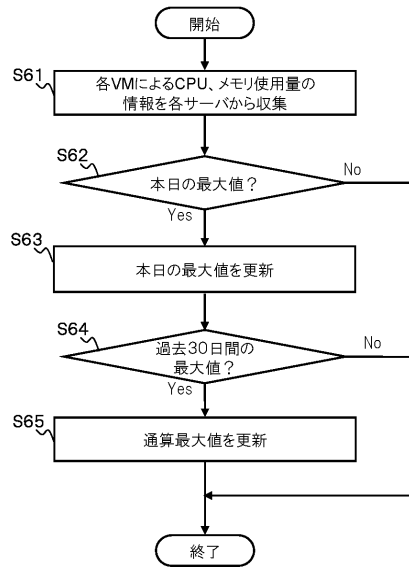 開始
S61
各VMによるCPU、メモリ使用量の
情報を各サーバから収集
S62
本日の最大値？
No
Yes
S63
本日の最大値を更新
S64
過去30日間の
最大値？
No
Yes
S65
通算最大値を更新
終了